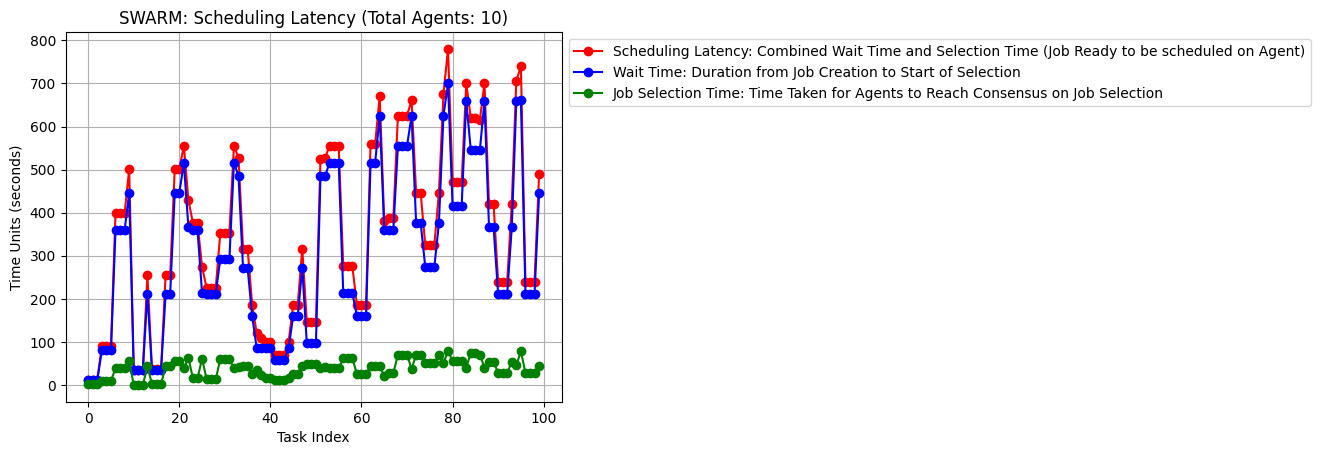 SWARM: Scheduling Latency (Total Agents: 10)
Scheduling Latency: Combined Wait Time and Selection Time (Job Ready to be scheduled on Agent)
Wait Time: Duration from Job Creation to Start of Selection
Job Selection Time: Time Taken for Agents to Reach Consensus on Job Selection
Time Units (seconds)
800
700
600
500
400
300
200
100
0
0 20 40 60 80 100
Task Index